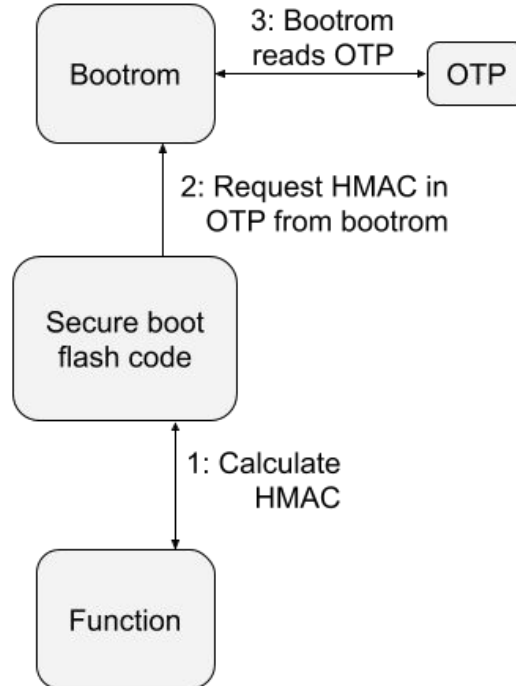 3: Bootrom
reads OTP
Bootrom
OTP
2: Request HMAC in
OTP from bootrom
Secure boot
flash code
1: Calculate
HMAC
Function